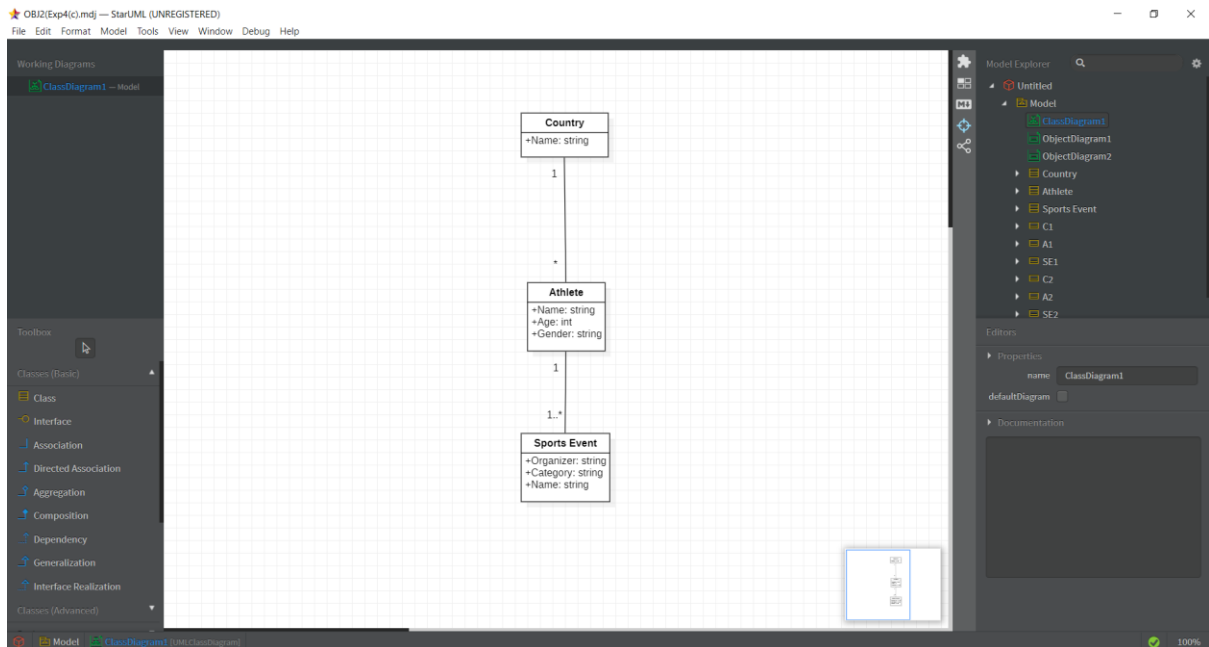 OBJ2(Exp4(c).mdj — StarUML (UNREGISTERED)
File Edit Format Model Tools View Window Debug Help
Working Diagrams
ClassDiagram1 — Model
Toolbox
Classes (Basic)
Class
Interface
Association
Directed Association
Aggregation
Composition
Dependency
Generalization
Interface Realization
Classes (Advanced)
Country
+Name: string
1
*
Athlete
+Name: string
+Age: int
+Gender: string
1
1..*
Sports Event
+Organizer: string
+Category: string
+Name: string
M↓
Model Explorer
Untitled
Model
ClassDiagram1
ObjectDiagram1
ObjectDiagram2
Country
Athlete
Sports Event
C1
A1
SE1
C2
A2
SE2
Editors
Properties
name ClassDiagram1
defaultDiagram
Documentation
Model ClassDiagram1 [UMLClassDiagram]
100%